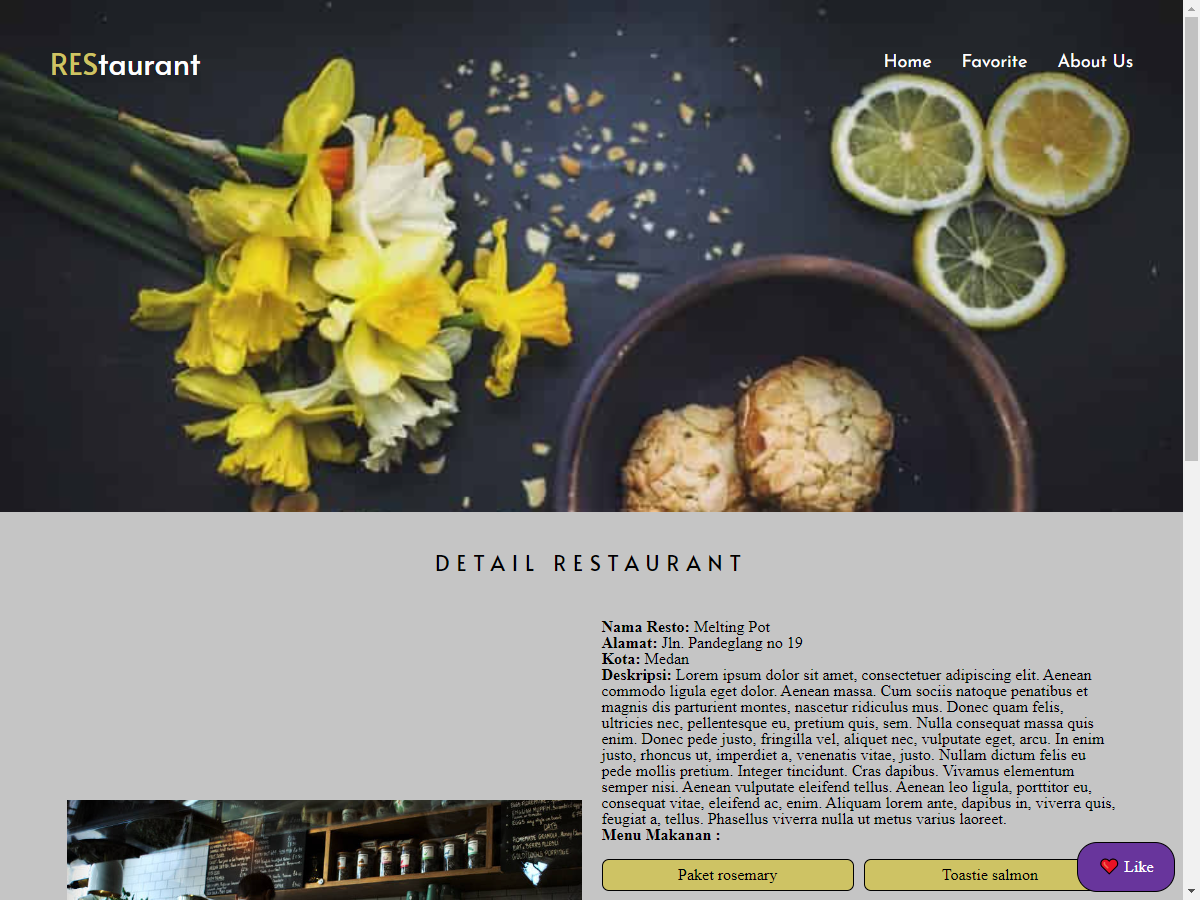 REStaurant
Home Favorite About Us
DETAIL RESTAURANT
Nama Resto: Melting Pot
Alamat: Jln. Pandeglang no 19
Kota: Medan
Deskripsi: Lorem ipsum dolor sit amet, consectetuer adipiscing elit. Aenean
commodo ligula eget dolor. Aenean massa. Cum sociis natoque penatibus et
magnis dis parturient montes, nascetur ridiculus mus. Donec quam felis,
ultricies nec, pellentesque eu, pretium quis, sem. Nulla consequat massa quis
enim. Donec pede justo, fringilla vel, aliquet nec, vulputate eget, arcu. In enim
justo, rhoncus ut, imperdiet a, venenatis vitae, justo. Nullam dictum felis eu
pede mollis pretium. Integer tincidunt. Cras dapibus. Vivamus elementum
semper nisi. Aenean vulputate eleifend tellus. Aenean leo ligula, porttitor eu,
consequat vitae, eleifend ac, enim. Aliquam lorem ante, dapibus in, viverra quis,
feugiat a, tellus. Phasellus viverra nulla ut metus varius laoreet.
Menu Makanan :
Paket rosemary
Toastie salmon
Like